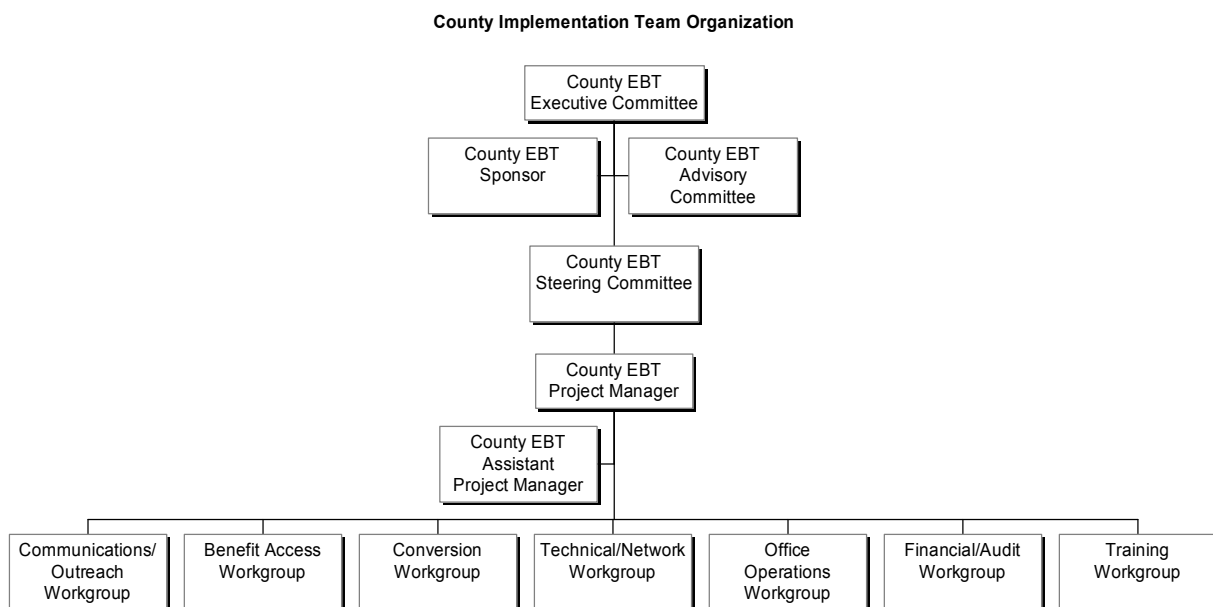 County Implementation Team Organization
County EBT
Executive Committee
County EBT
Sponsor
County EBT
Advisory
Committee
County EBT
Steering Committee
County EBT
Project Manager
County EBT
Assistant
Project Manager
Communications/
Outreach
Workgroup
Benefit Access
Workgroup
Conversion
Workgroup
Technical/Network
Workgroup
Office
Operations
Workgroup
Financial/Audit
Workgroup
Training
Workgroup